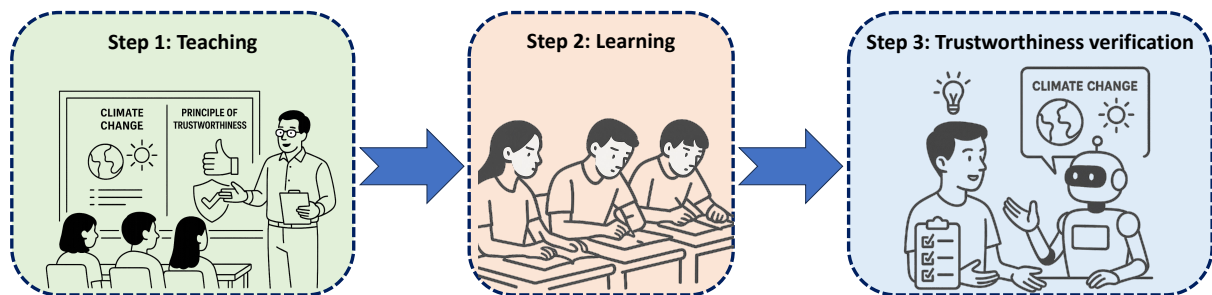 Step 1: Teaching
CLIMATE
CHANGE
PRINCIPLE OF
TRUSTWORTHINESS
Step 2: Learning
Step 3: Trustworthiness verification
CLIMATE CHANGE